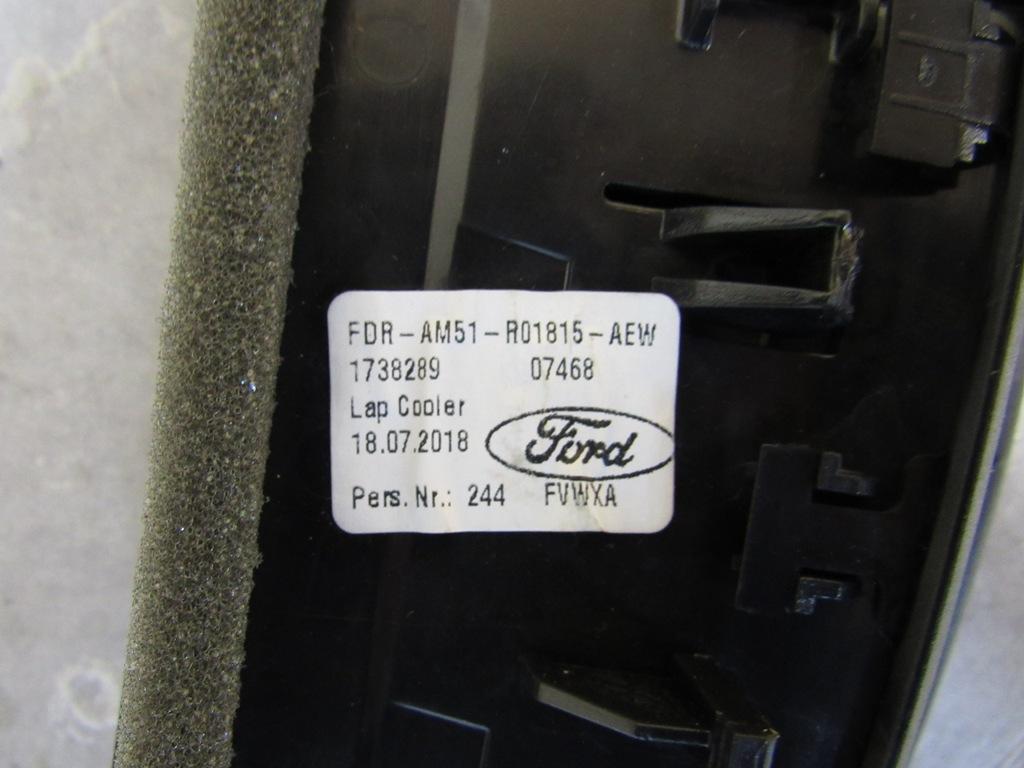 FDR-AM51-R01815-AEW
1738289 07468
Lap Cooler
18.07.2018 Ford
Pers. Nr.: 244 FVWXA